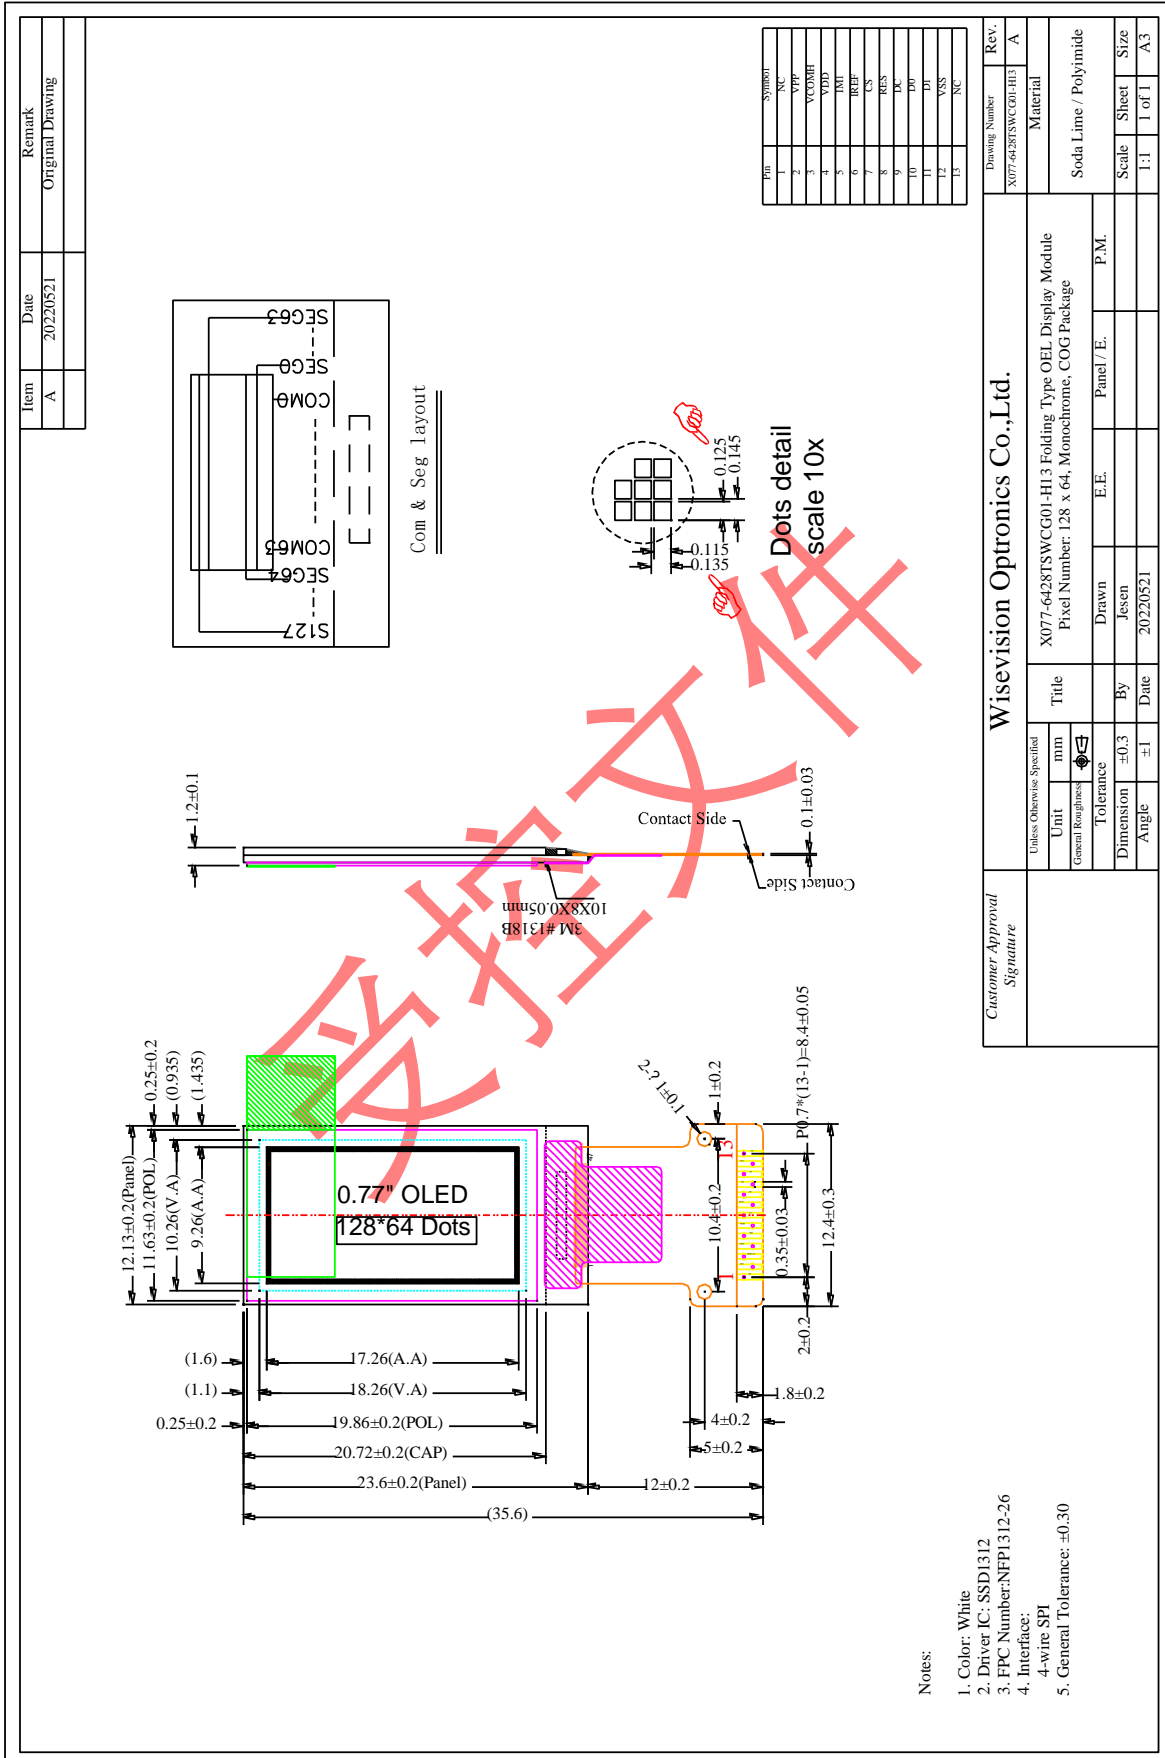 Item Date Remark
A 20220521 Original Drawing
S127
SEG64
COM63
COM0
SEG0
SEG63
Com & Seg layout
Pin Symbol
1 NC
2 VPP
3 VCOMH
4 VDD
5 IM1
6 IREF
7 CS
8 RES
9 DC
10 D0
11 D1
12 VSS
13 NC
0.125
0.145
0.115
0.135
Dots detail
scale 10x
1.2±0.1
Contact Side
Contact Side
0.1±0.03
3M #1318B
10X8X0.05mm
受控文件
12.13±0.2(Panel)
11.63±0.2(POL)
10.26(V.A)
9.26(A.A)
0.25±0.2
(0.935)
(1.435)
0.77" OLED
128*64 Dots
2-? 1±0.1
1±0.2
P0.7*(13-1)=8.4±0.05
13
1
10.4±0.2
0.35±0.03
12.4±0.3
2±0.2
(1.6)
17.26(A.A)
(1.1)
18.26(V.A)
0.25±0.2
19.86±0.2(POL)
20.72±0.2(CAP)
23.6±0.2(Panel)
12±0.2
(35.6)
1.8±0.2
4±0.2
5±0.2
Notes:
1. Color: White
2. Driver IC: SSD1312
3. FPC Number:NFP1312-26
4. Interface:
4-wire SPI
5. General Tolerance: ±0.30
Customer Approval
Signature
Wisevision Optronics Co.,Ltd.
Drawing Number Rev.
X077-6428TSWCG01-H13 A
Unless Otherwise Specified
Unit mm
General Roughness
Tolerance
Dimension ±0.3
Angle ±1
Title
X077-6428TSWCG01-H13 Folding Type OEL Display Module
Pixel Number: 128 x 64, Monochrome, COG Package
Material
Soda Lime / Polyimide
Drawn E.E. Panel / E. P.M.
By Jesen
Date 20220521
Scale Sheet Size
1:1 1 of 1 A3